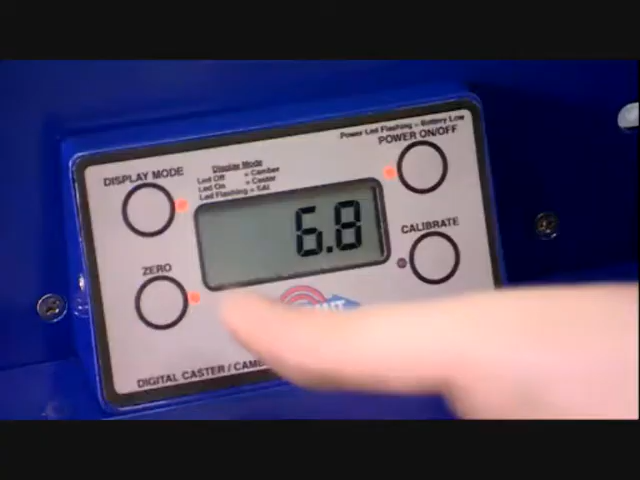 Power Led Flashing = Battery Low
POWER ON/OFF
DISPLAY MODE
Display Mode
Led Off = Camber
Led On = Caster
Led Flashing = SAI
6.8
CALIBRATE
ZERO
DIGITAL CASTER / CAMB